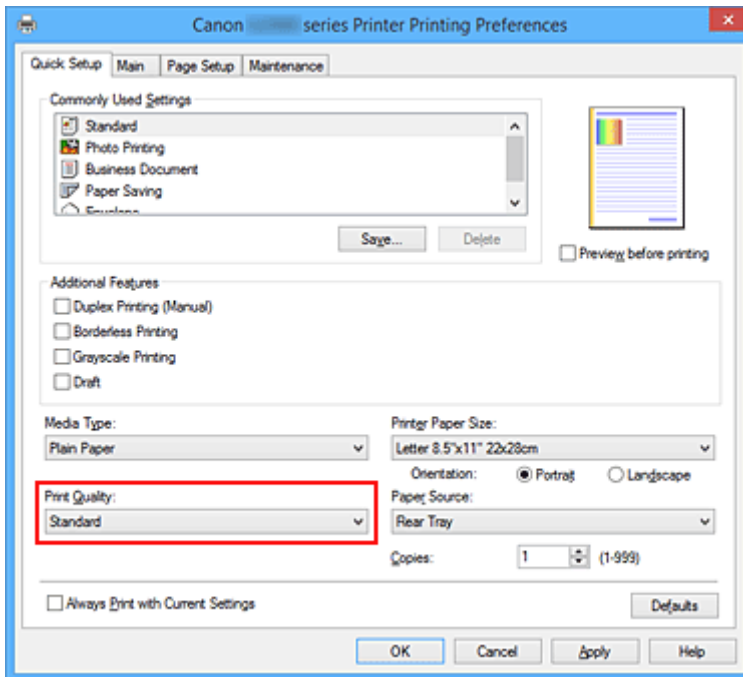 Canon series Printer Printing Preferences
Quick Setup Main Page Setup Maintenance
Commonly Used Settings
Standard
Photo Printing
Business Document
Paper Saving
Envelope
Save... Delete
Preview before printing
Additional Features
Duplex Printing (Manual)
Borderless Printing
Grayscale Printing
Draft
Media Type:
Plain Paper
Printer Paper Size:
Letter 8.5"x11" 22x28cm
Orientation: Portrait Landscape
Print Quality:
Standard
Paper Source:
Rear Tray
Copies: 1 (1-999)
Always Print with Current Settings
Defaults
OK Cancel Apply Help